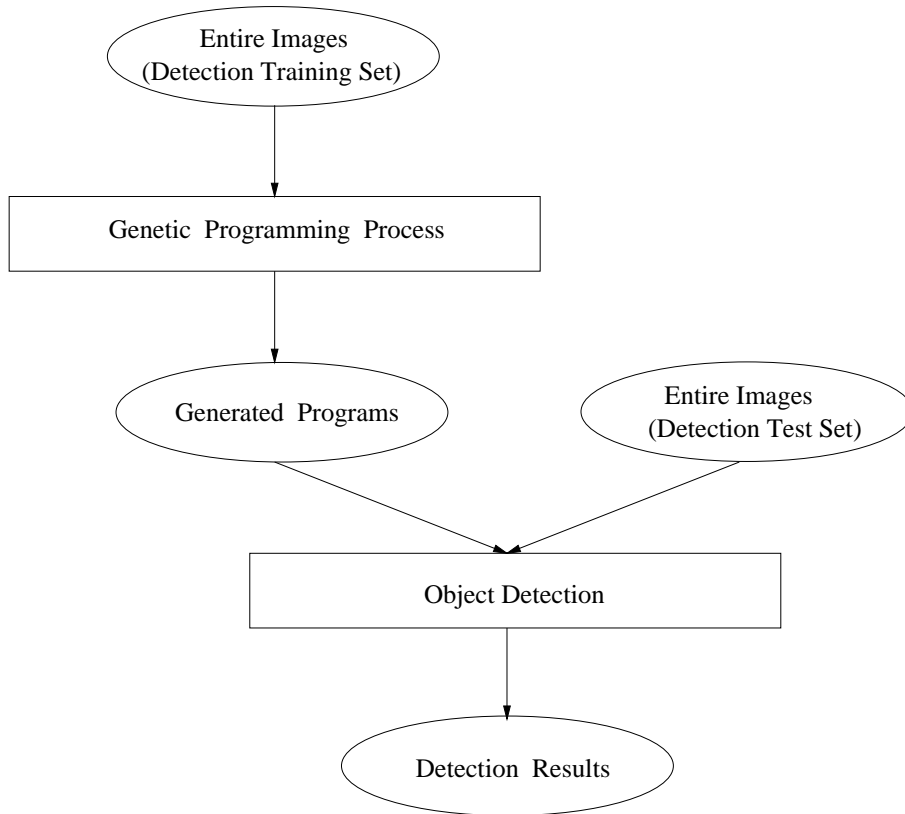 Entire Images
(Detection Training Set)
Genetic Programming Process
Generated Programs
Entire Images
(Detection Test Set)
Object Detection
Detection Results